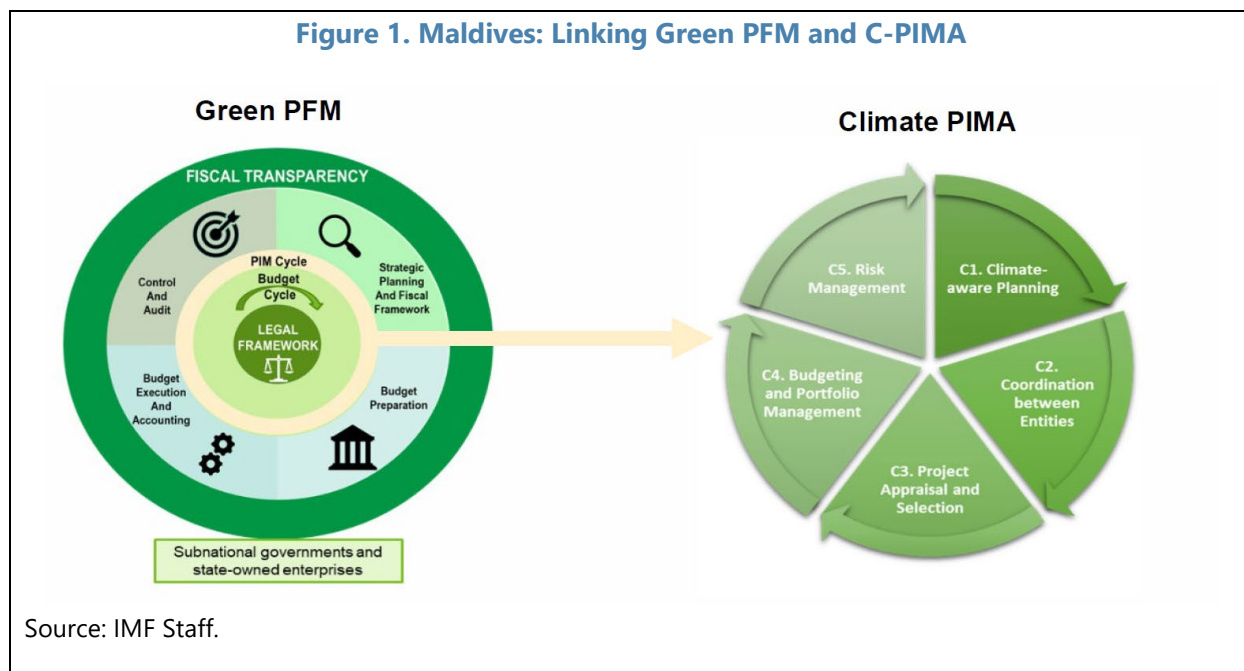 Figure 1. Maldives: Linking Green PFM and C-PIMA
Green PFM
FISCAL TRANSPARENCY
PIM Cycle
Budget
Cycle
LEGAL
FRAMEWORK
Control
And
Audit
Strategic
Planning
And Fiscal
Framework
Budget
Execution
And
Accounting
Budget
Preparation
Subnational governments and
state-owned enterprises
Climate PIMA
C5. Risk
Management
C1. Climate-
aware Planning
C4. Budgeting
and Portfolio
Management
C2.
Coordination
between
Entities
C3. Project
Appraisal and
Selection
Source: IMF Staff.